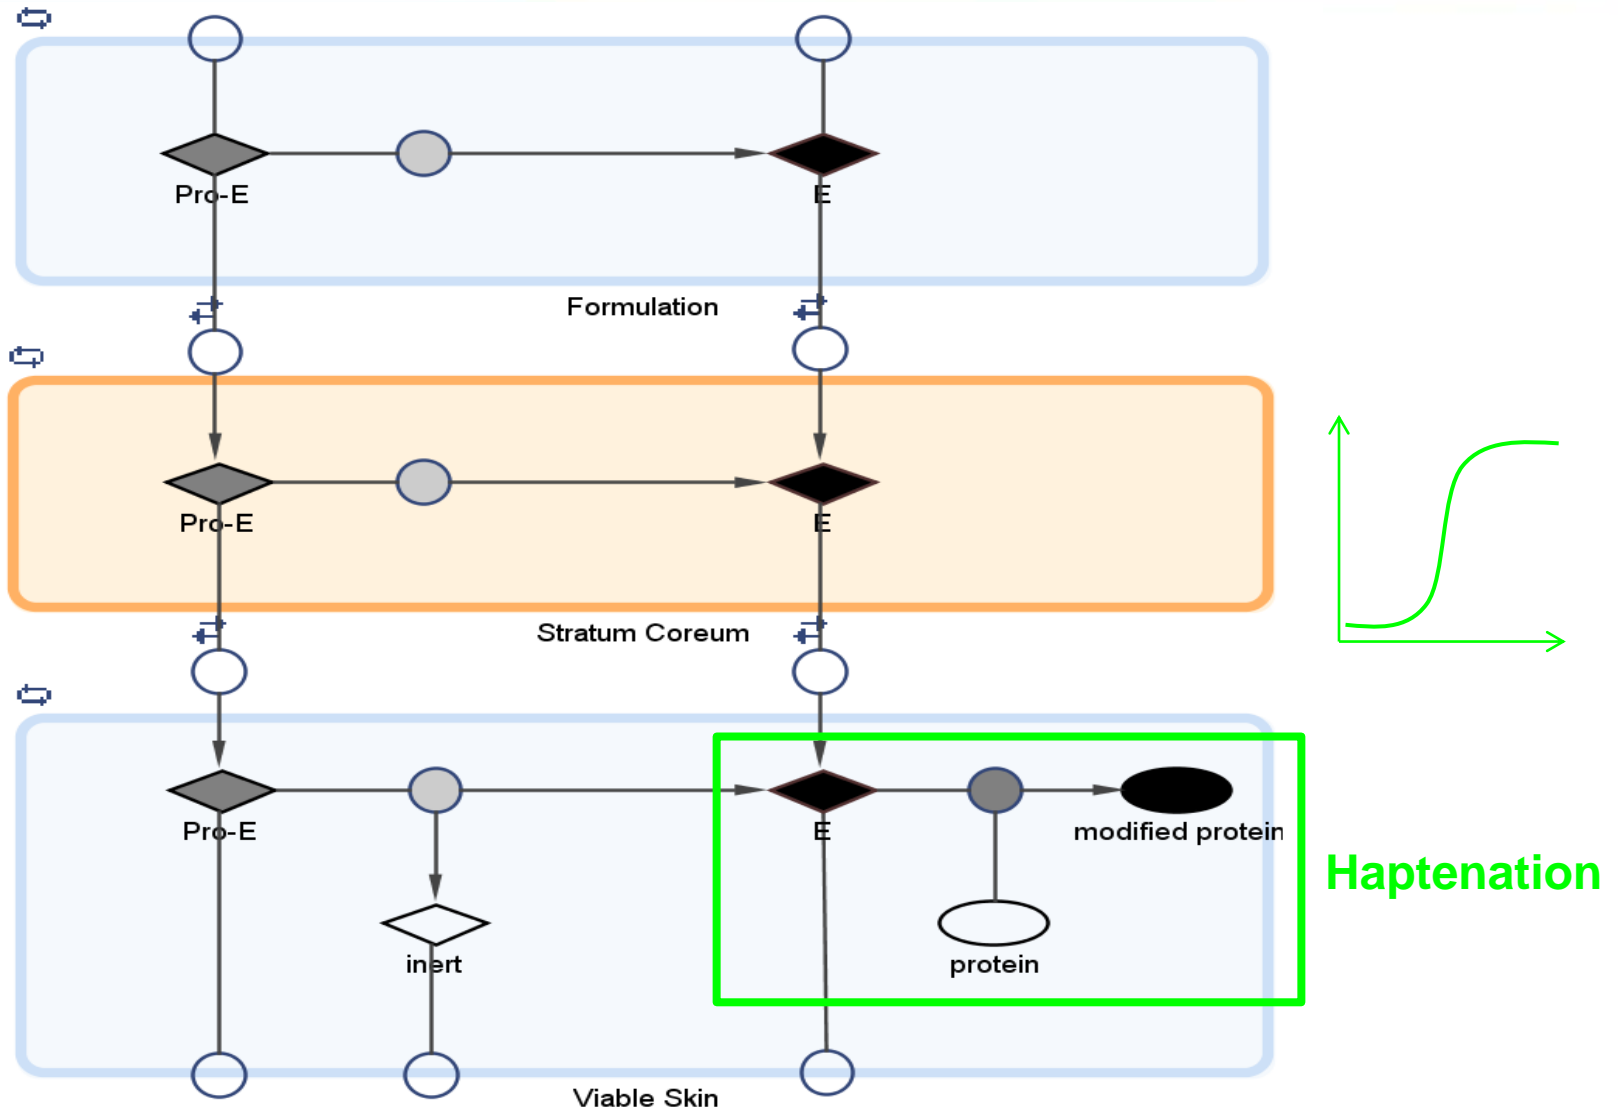 Pro-E
E
Formulation
Pro-E
E
Stratum Coreum
Pro-E
E
modified protein
Haptenation
inert
protein
Viable Skin